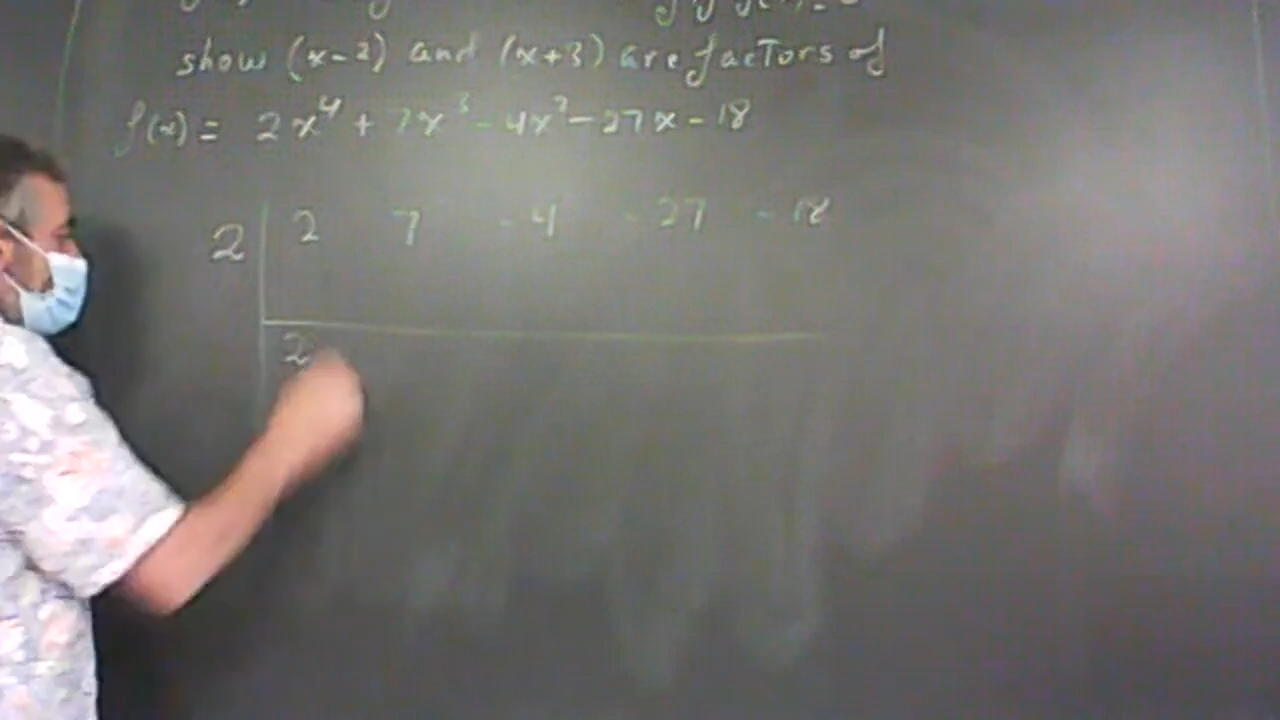 show (x-2) and (x+3) are factors of
f(x) = 2x⁴ + 7x³ - 4x² - 27x - 18
2 | 2 7 -4 -27 -18
2